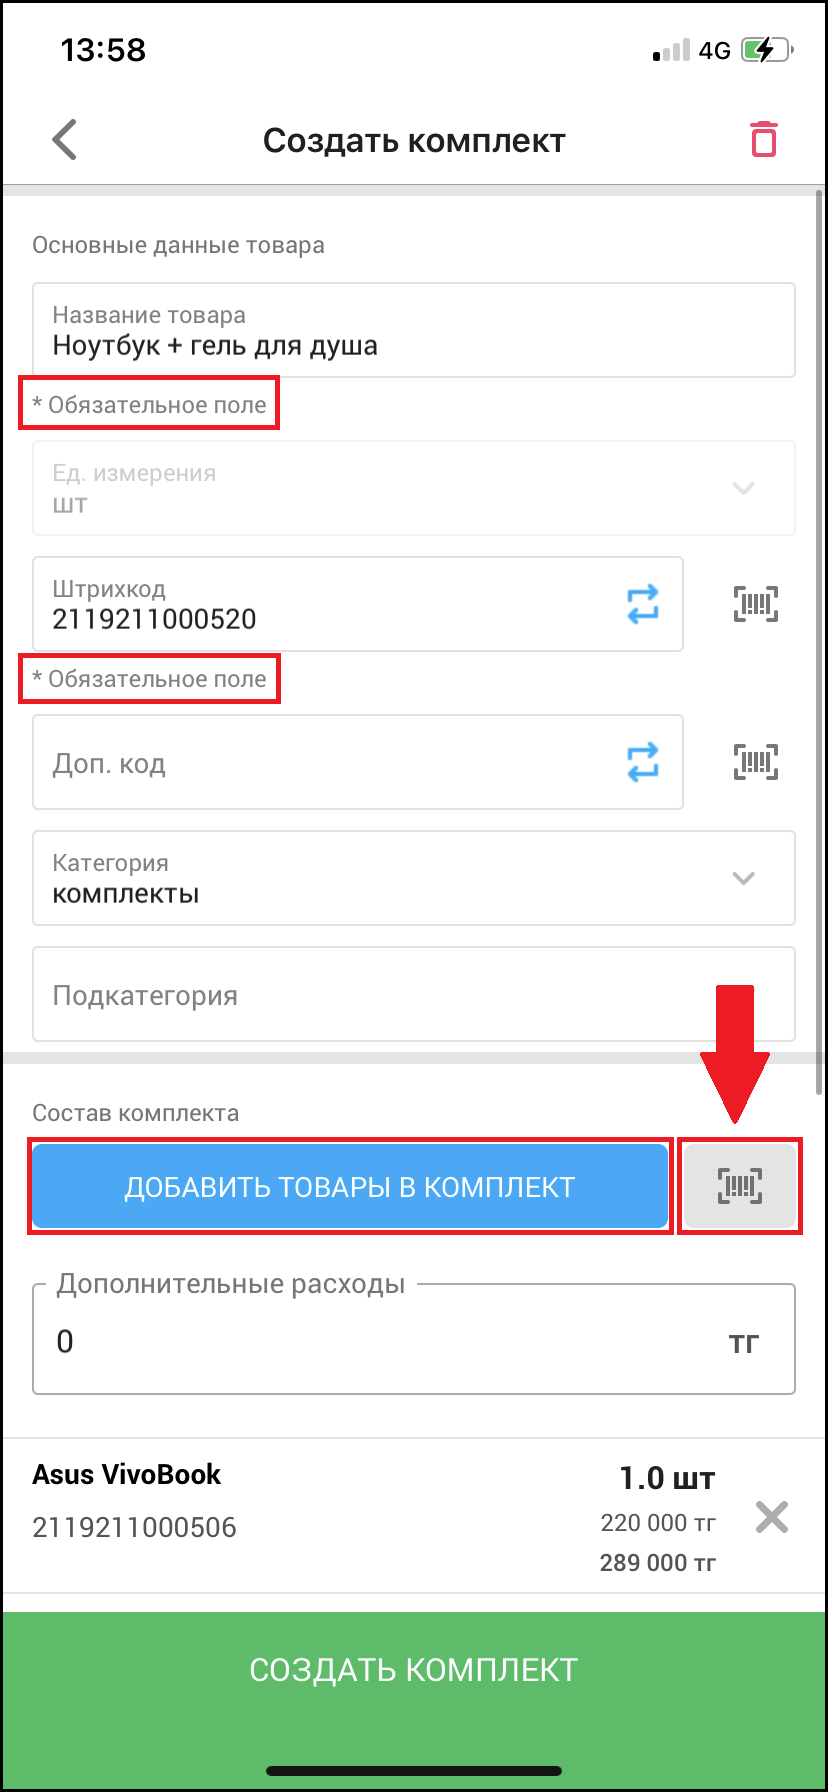 13:58
4G
Создать комплект
Основные данные товара
Название товара
Ноутбук + гель для душа
* Обязательное поле
Ед. измерения
шт
Штрихкод
2119211000520
* Обязательное поле
Доп. код
Категория
комплекты
Подкатегория
Состав комплекта
ДОБАВИТЬ ТОВАРЫ В КОМПЛЕКТ
Дополнительные расходы
0 тг
Asus VivoBook 1.0 шт
2119211000506 220 000 тг
289 000 тг
СОЗДАТЬ КОМПЛЕКТ